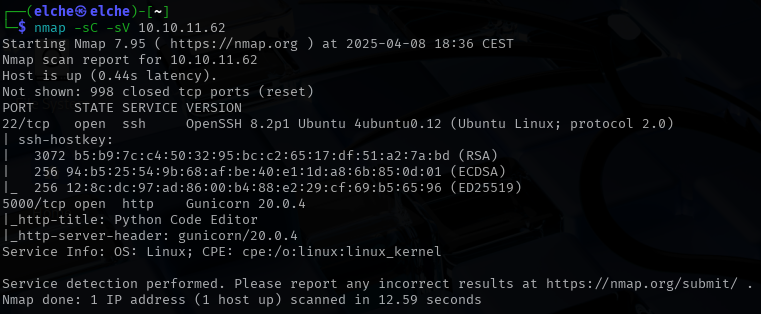 ┌──(elche㉿elche)-[~]
└─$ nmap -sC -sV 10.10.11.62
Starting Nmap 7.95 ( https://nmap.org ) at 2025-04-08 18:36 CEST
Nmap scan report for 10.10.11.62
Host is up (0.44s latency).
Not shown: 998 closed tcp ports (reset)
PORT     STATE SERVICE VERSION
22/tcp   open  ssh     OpenSSH 8.2p1 Ubuntu 4ubuntu0.12 (Ubuntu Linux; protocol 2.0)
| ssh-hostkey:
|   3072 b5:b9:7c:c4:50:32:95:bc:c2:65:17:df:51:a2:7a:bd (RSA)
|   256 94:b5:25:54:9b:68:af:be:40:e1:1d:a8:6b:85:0d:01 (ECDSA)
|_  256 12:8c:dc:97:ad:86:00:b4:88:e2:29:cf:69:b5:65:96 (ED25519)
5000/tcp open  http    Gunicorn 20.0.4
|_http-title: Python Code Editor
|_http-server-header: gunicorn/20.0.4
Service Info: OS: Linux; CPE: cpe:/o:linux:linux_kernel

Service detection performed. Please report any incorrect results at https://nmap.org/submit/ .
Nmap done: 1 IP address (1 host up) scanned in 12.59 seconds